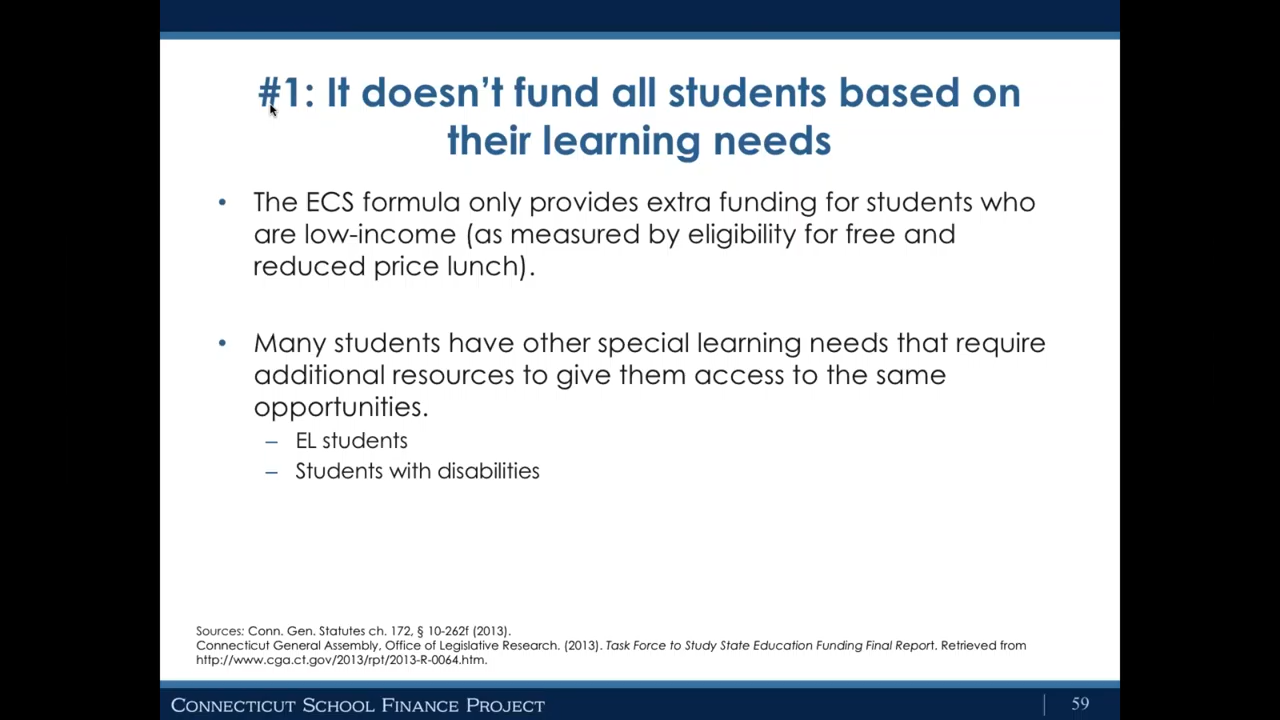 #1: It doesn’t fund all students based on
their learning needs
• The ECS formula only provides extra funding for students who
are low-income (as measured by eligibility for free and
reduced price lunch).
• Many students have other special learning needs that require
additional resources to give them access to the same
opportunities.
– EL students
– Students with disabilities
Sources: Conn. Gen. Statutes ch. 172, § 10-262f (2013).
Connecticut General Assembly, Office of Legislative Research. (2013). Task Force to Study State Education Funding Final Report. Retrieved from
http://www.cga.ct.gov/2013/rpt/2013-R-0064.htm.
CONNECTICUT SCHOOL FINANCE PROJECT
59